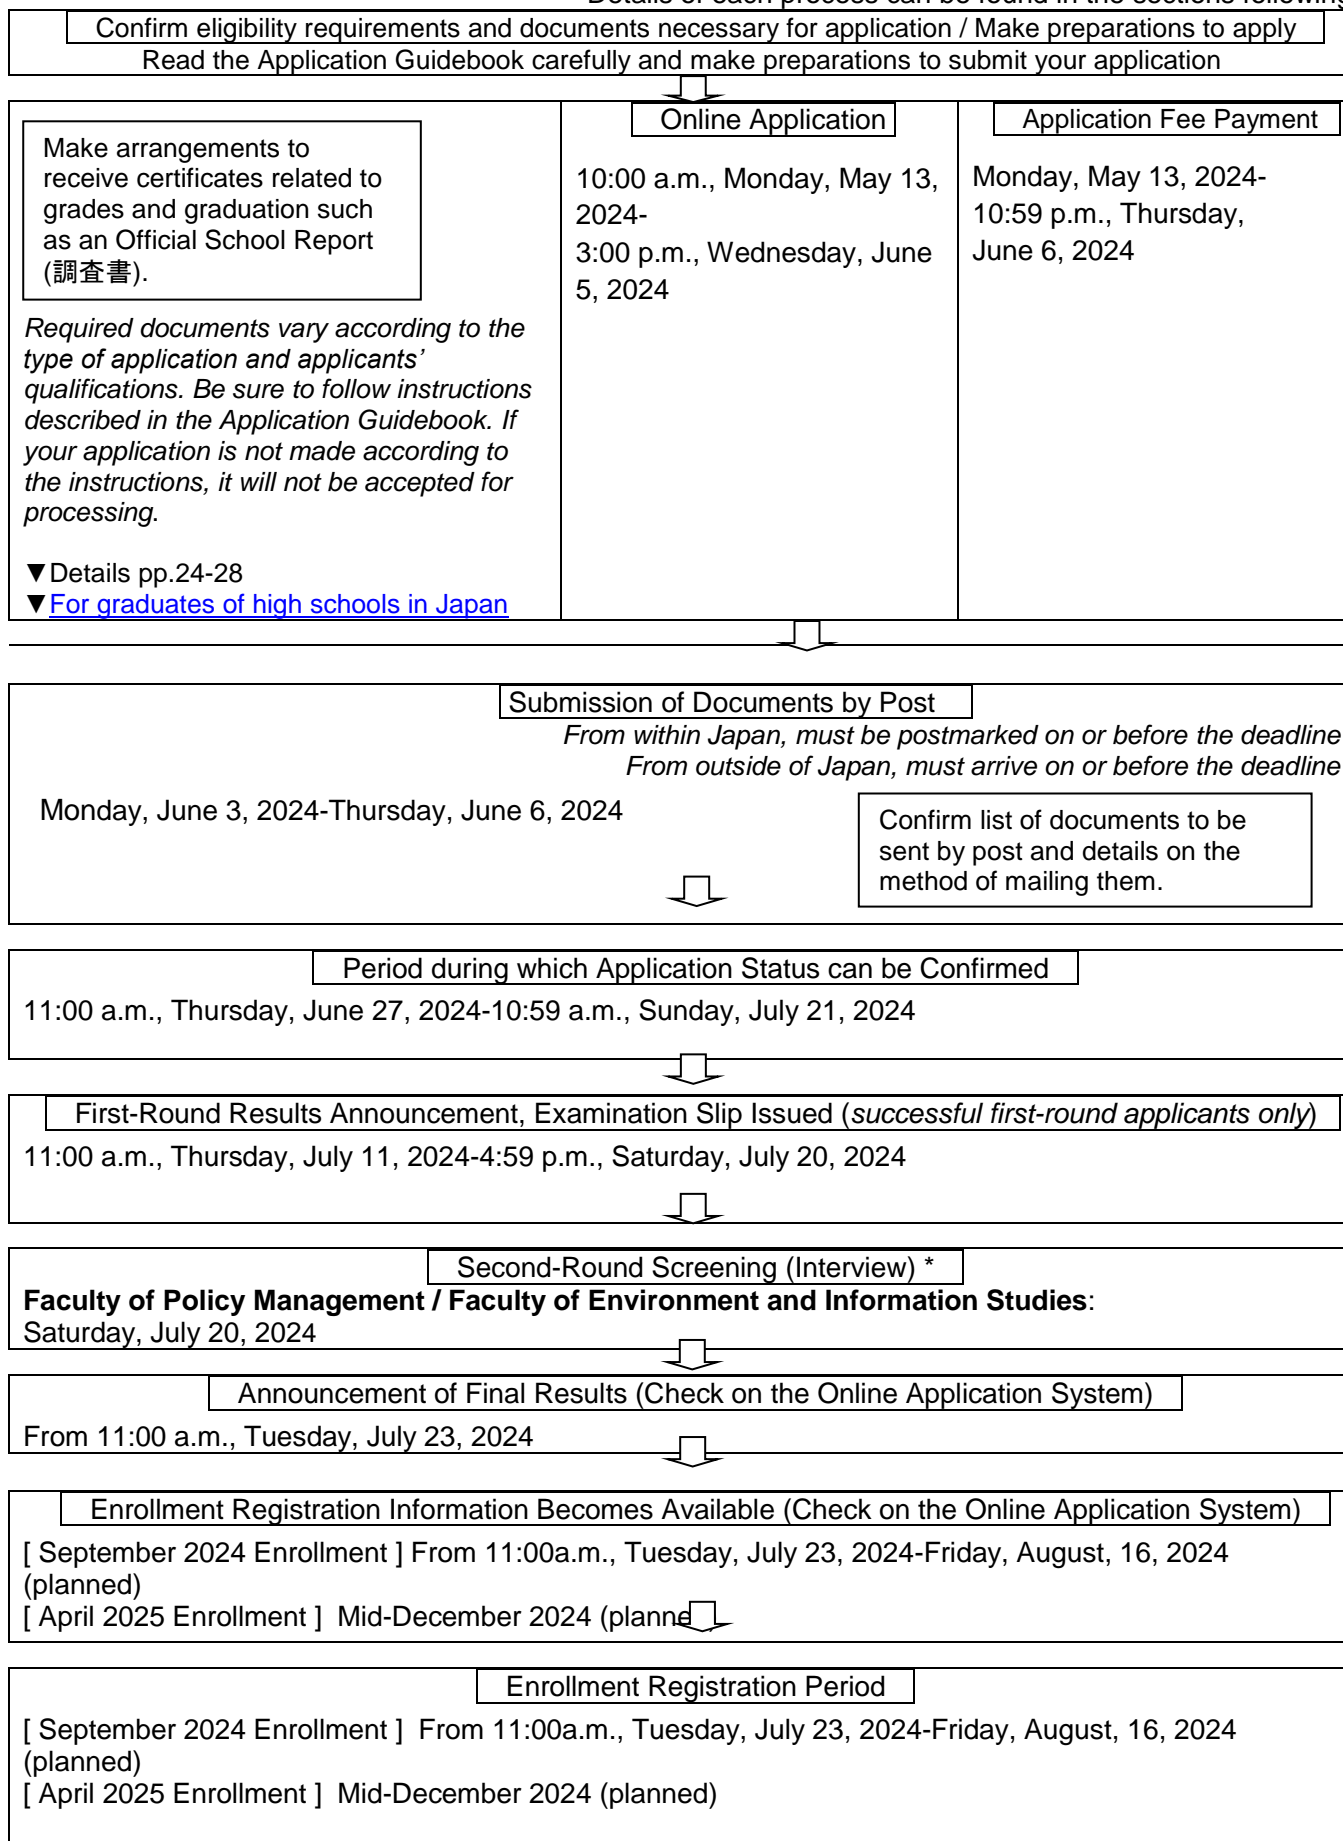 Details of each process can be found in the sections following
Confirm eligibility requirements and documents necessary for application / Make preparations to apply
Read the Application Guidebook carefully and make preparations to submit your application
Make arrangements to
receive certificates related to
grades and graduation such
as an Official School Report
(調査書).
Required documents vary according to the
type of application and applicants’
qualifications. Be sure to follow instructions
described in the Application Guidebook. If
your application is not made according to
the instructions, it will not be accepted for
processing.
▼Details pp.24-28
▼For graduates of high schools in Japan
Online Application
10:00 a.m., Monday, May 13,
2024-
3:00 p.m., Wednesday, June
5, 2024
Application Fee Payment
Monday, May 13, 2024-
10:59 p.m., Thursday,
June 6, 2024
Submission of Documents by Post
From within Japan, must be postmarked on or before the deadline
From outside of Japan, must arrive on or before the deadline
Monday, June 3, 2024-Thursday, June 6, 2024
Confirm list of documents to be
sent by post and details on the
method of mailing them.
Period during which Application Status can be Confirmed
11:00 a.m., Thursday, June 27, 2024-10:59 a.m., Sunday, July 21, 2024
First-Round Results Announcement, Examination Slip Issued (successful first-round applicants only)
11:00 a.m., Thursday, July 11, 2024-4:59 p.m., Saturday, July 20, 2024
Second-Round Screening (Interview) *
Faculty of Policy Management / Faculty of Environment and Information Studies:
Saturday, July 20, 2024
Announcement of Final Results (Check on the Online Application System)
From 11:00 a.m., Tuesday, July 23, 2024
Enrollment Registration Information Becomes Available (Check on the Online Application System)
[ September 2024 Enrollment ] From 11:00a.m., Tuesday, July 23, 2024-Friday, August, 16, 2024
(planned)
[ April 2025 Enrollment ] Mid-December 2024 (planne
Enrollment Registration Period
[ September 2024 Enrollment ] From 11:00a.m., Tuesday, July 23, 2024-Friday, August, 16, 2024
(planned)
[ April 2025 Enrollment ] Mid-December 2024 (planned)